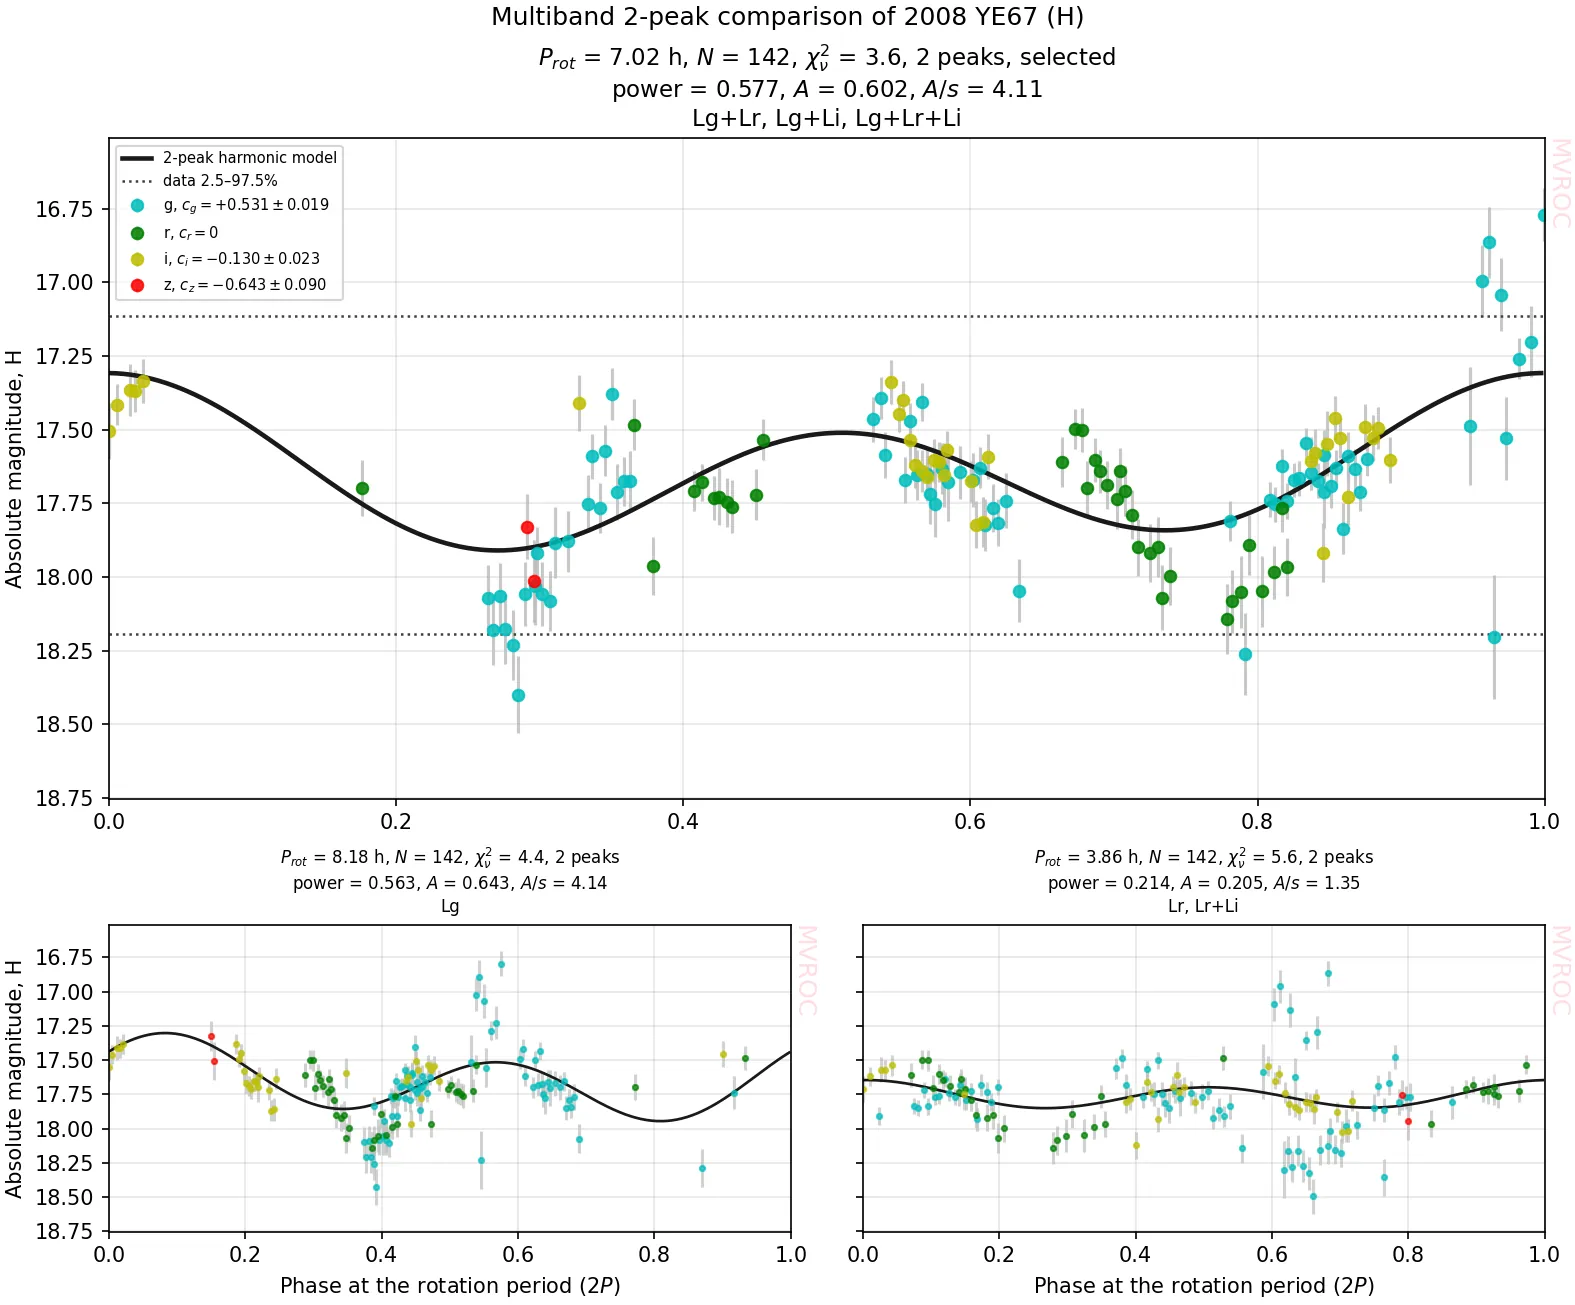 Multiband 2-peak comparison of 2008 YE67 (H)
P_rot = 7.02 h, N = 142, χ²_ν = 3.6, 2 peaks, selected
power = 0.577, A = 0.602, A/s = 4.11
Lg+Lr, Lg+Li, Lg+Lr+Li
2-peak harmonic model
data 2.5–97.5%
g, c_g = +0.531 ± 0.019
r, c_r = 0
i, c_i = −0.130 ± 0.023
z, c_z = −0.643 ± 0.090
MVROC
Absolute magnitude, H
16.75
17.00
17.25
17.50
17.75
18.00
18.25
18.50
18.75
0.0 0.2 0.4 0.6 0.8 1.0
P_rot = 8.18 h, N = 142, χ²_ν = 4.4, 2 peaks
power = 0.563, A = 0.643, A/s = 4.14
Lg
MVROC
Absolute magnitude, H
16.75
17.00
17.25
17.50
17.75
18.00
18.25
18.50
18.75
0.0 0.2 0.4 0.6 0.8 1.0
Phase at the rotation period (2P)
P_rot = 3.86 h, N = 142, χ²_ν = 5.6, 2 peaks
power = 0.214, A = 0.205, A/s = 1.35
Lr, Lr+Li
MVROC
0.0 0.2 0.4 0.6 0.8 1.0
Phase at the rotation period (2P)